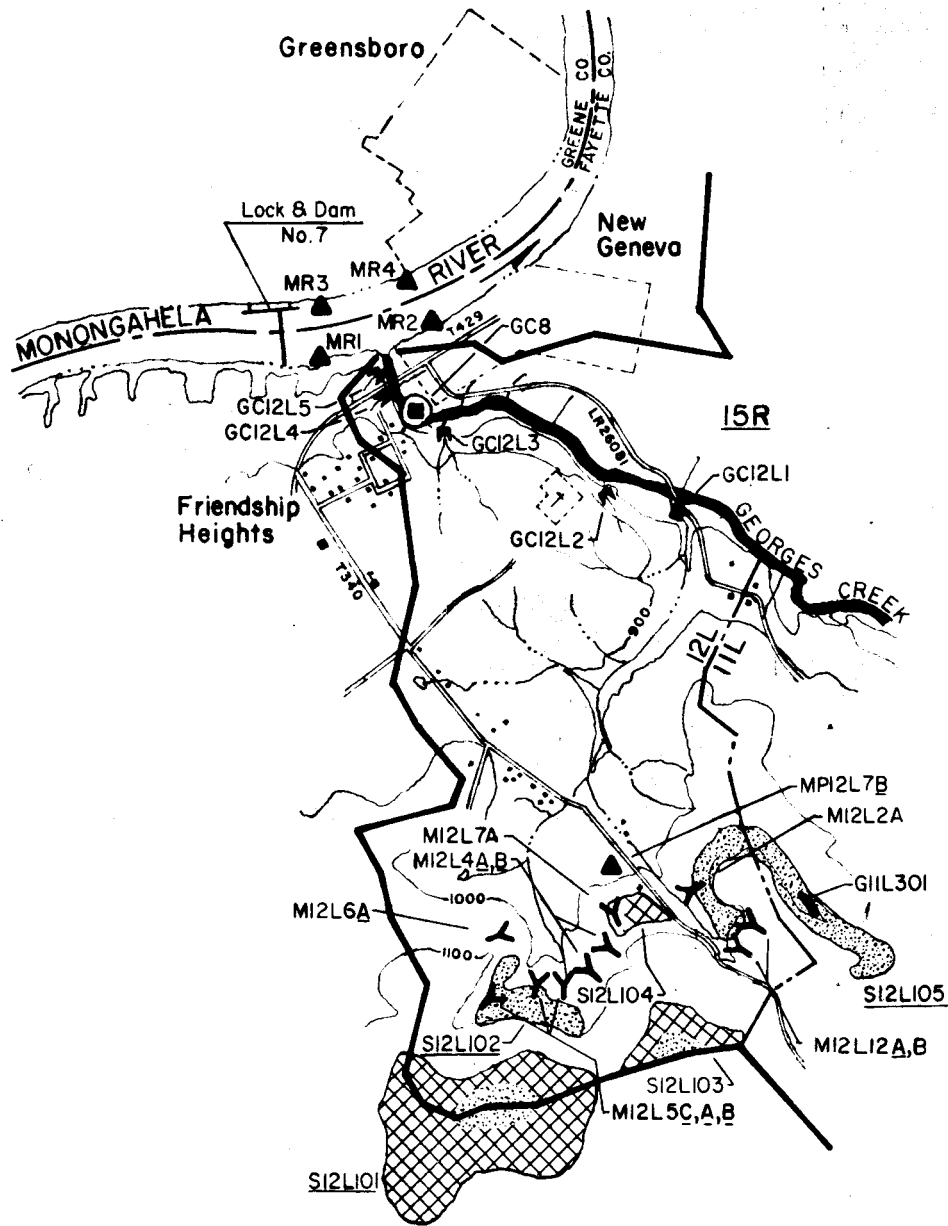 Greensboro
GREENE CO.
FAYETTE CO.
Lock & Dam
No. 7
New
Geneva
MONONGAHELA RIVER
MR3
MR4
MR2
MR1
T429
GC8
GC12L5
GC12L4
GC12L3
LR26081
15R
GC12L1
GC12L2
Friendship
Heights
T340
GEORGES
CREEK
900
12L
11L
MP12L7B
M12L2A
M12L7A
M12L4A,B
G11L301
M12L6A
1000
1100
S12L104
S12L105
S12L102
M12L12A,B
S12L103
M12L5C,A,B
S12L101